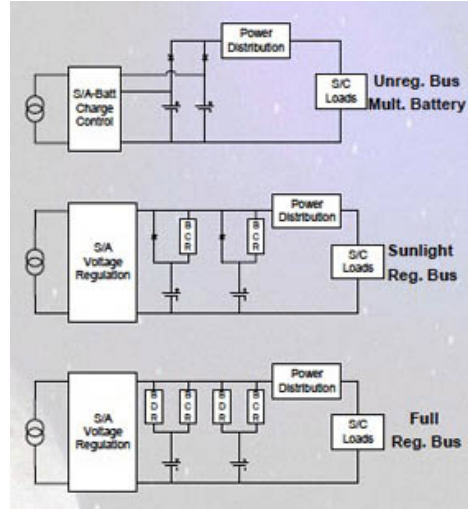 Power
Distribution
S/A-Batt
Charge
Control
S/C
Loads
Unreg. Bus
Mult. Battery
S/A
Voltage
Regulation
B
C
R
B
C
R
Power
Distribution
S/C
Loads
Sunlight
Reg. Bus
S/A
Voltage
Regulation
B
D
R
B
C
R
B
D
R
B
C
R
Power
Distribution
S/C
Loads
Full
Reg. Bus